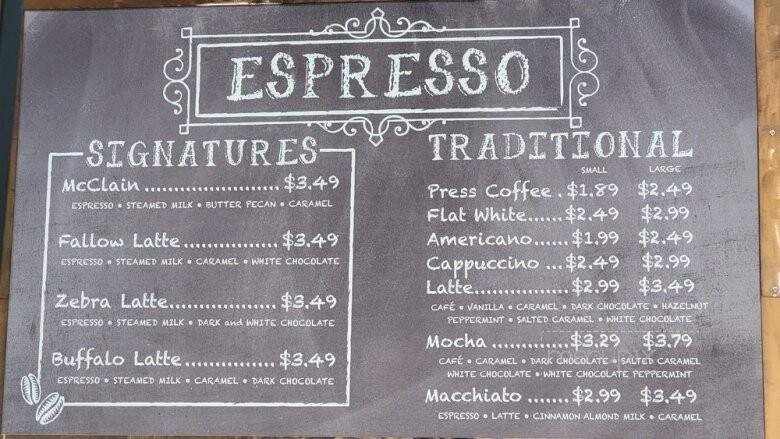 ESPRESSO
SIGNATURES
McClain ...................... $3.49
ESPRESSO • STEAMED MILK • BUTTER PECAN • CARAMEL
Fallow Latte ............... $3.49
ESPRESSO • STEAMED MILK • CARAMEL • WHITE CHOCOLATE
Zebra Latte................. $3.49
ESPRESSO • STEAMED MILK • DARK and WHITE CHOCOLATE
Buffalo Latte ............... $3.49
ESPRESSO • STEAMED MILK • CARAMEL • DARK CHOCOLATE
TRADITIONAL
SMALL LARGE
Press Coffee . $1.89 $2.49
Flat White...... $2.49 $2.99
Americano...... $1.99 $2.49
Cappuccino ... $2.49 $2.99
Latte............. $2.99 $3.49
CAFÉ • VANILLA • CARAMEL • DARK CHOCOLATE • HAZELNUT
PEPPERMINT • SALTED CARAMEL • WHITE CHOCOLATE
Mocha ........... $3.29 $3.79
CAFÉ • CARAMEL • DARK CHOCOLATE • SALTED CARAMEL
WHITE CHOCOLATE • WHITE CHOCOLATE PEPPERMINT
Macchiato ....... $2.99 $3.49
ESPRESSO • LATTE • CINNAMON ALMOND MILK • CARAMEL